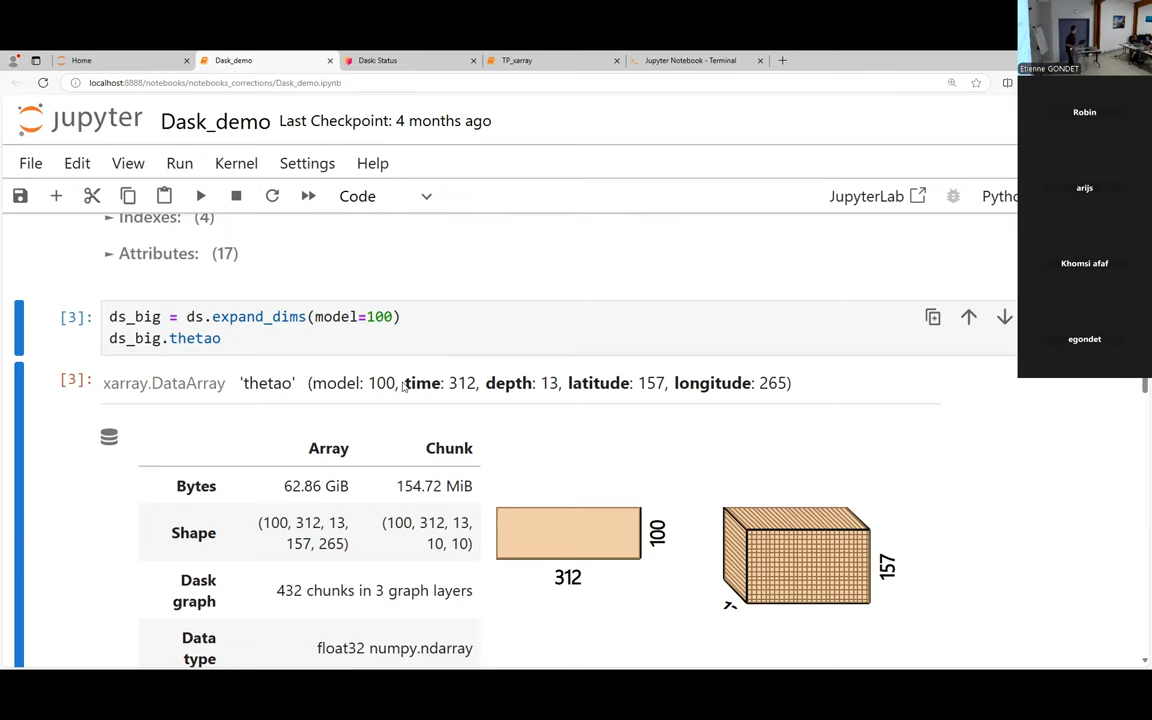 Home
Dask_demo
Dask: Status
TP_xarray
Jupyter Notebook - Terminal
localhost:8888/notebooks/notebooks_corrections/Dask_demo.ipynb
Etienne GONDET
Robin
arijs
Khomsi afaf
egondet
jupyter Dask_demo Last Checkpoint: 4 months ago
File Edit View Run Kernel Settings Help
Code
JupyterLab
Indexes: (4)
Attributes: (17)
[3]: ds_big = ds.expand_dims(model=100)
ds_big.thetao
[3]: xarray.DataArray 'thetao' (model: 100, time: 312, depth: 13, latitude: 157, longitude: 265)
Array Chunk
Bytes 62.86 GiB 154.72 MiB
Shape (100, 312, 13, 157, 265) (100, 312, 13, 10, 10)
Dask graph 432 chunks in 3 graph layers
Data type float32 numpy.ndarray
312
100
157